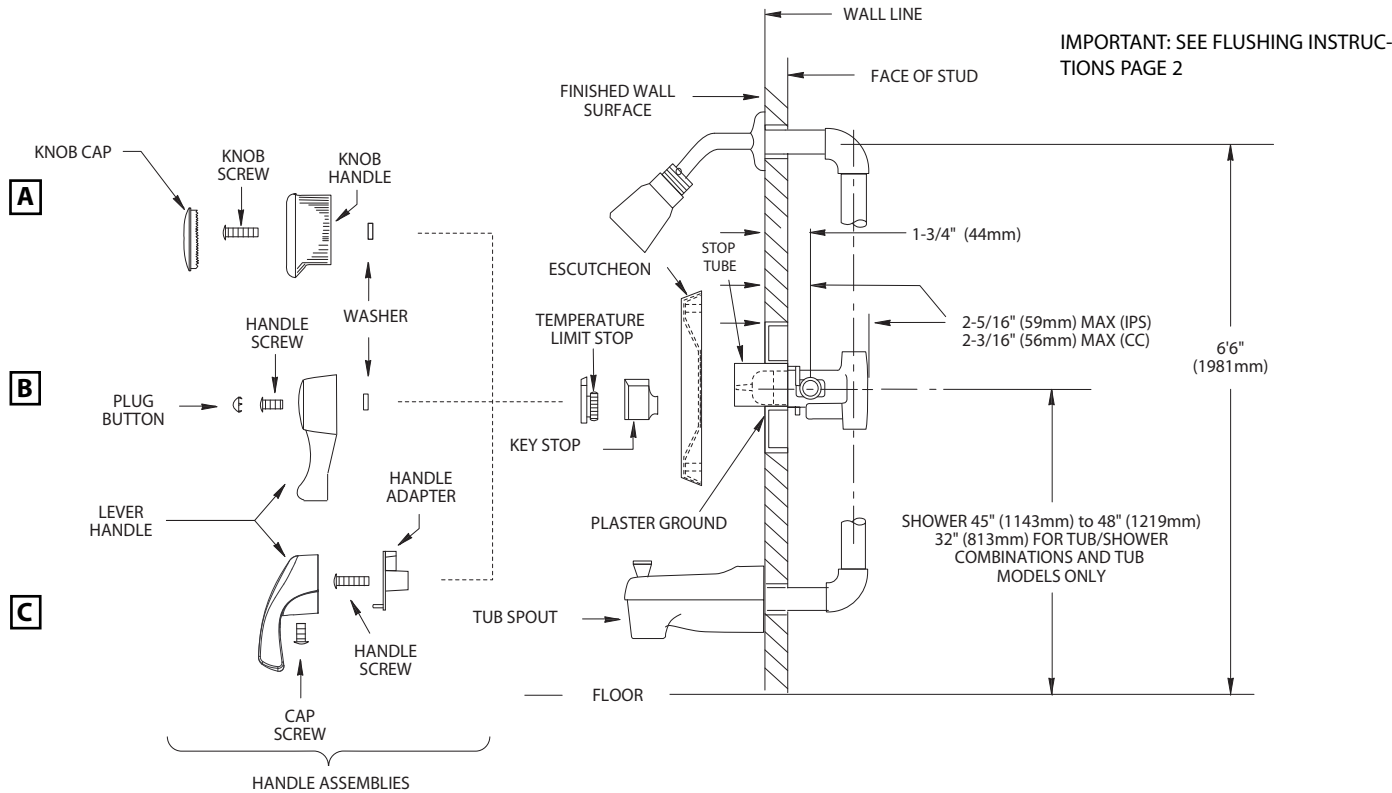 WALL LINE
IMPORTANT: SEE FLUSHING INSTRUC-
TIONS PAGE 2
FACE OF STUD
FINISHED WALL
SURFACE
KNOB CAP
KNOB
SCREW
KNOB
HANDLE
A
1-3/4" (44mm)
STOP
TUBE
ESCUTCHEON
WASHER
HANDLE
SCREW
TEMPERATURE
LIMIT STOP
2-5/16" (59mm) MAX (IPS)
2-3/16" (56mm) MAX (CC)
6'6"
(1981mm)
B
PLUG
BUTTON
KEY STOP
HANDLE
ADAPTER
LEVER
HANDLE
PLASTER GROUND
SHOWER 45" (1143mm) to 48" (1219mm)
32" (813mm) FOR TUB/SHOWER
COMBINATIONS AND TUB
MODELS ONLY
C
TUB SPOUT
HANDLE
SCREW
FLOOR
CAP
SCREW
HANDLE ASSEMBLIES